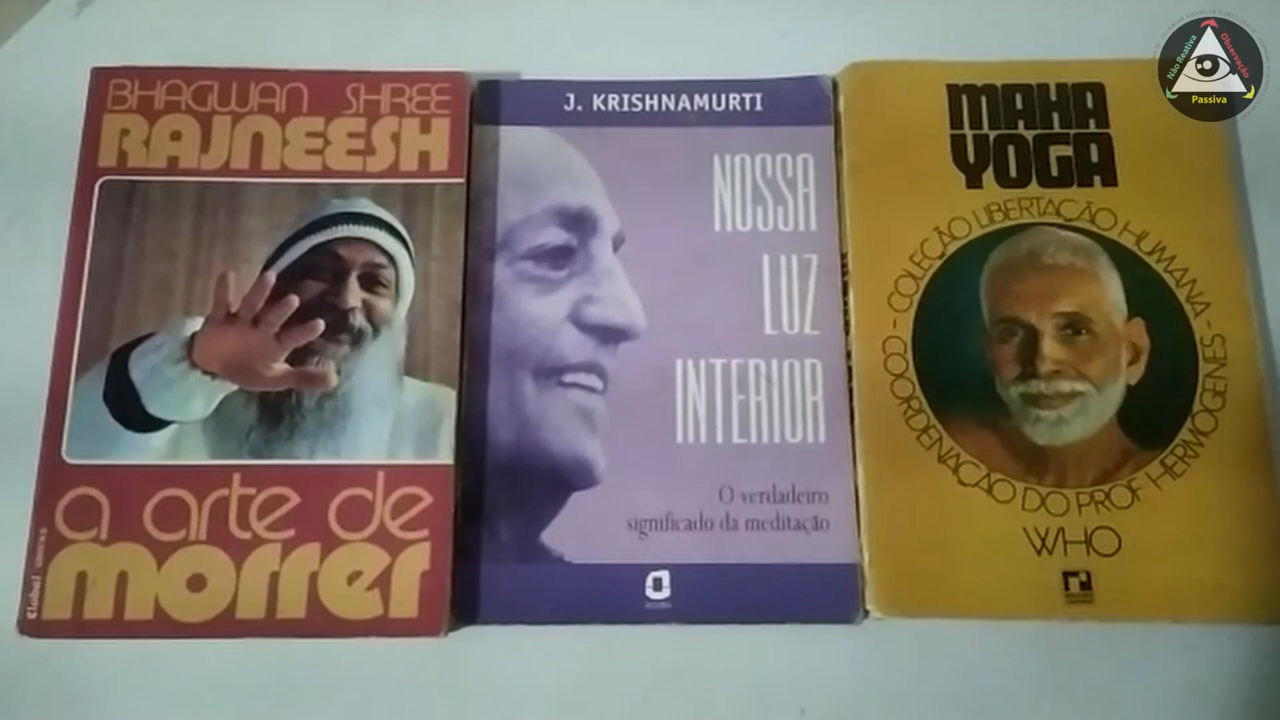 BHAGWAN SHREE
RAJNEESH
a arte de
morrer
J. KRISHNAMURTI
NOSSA
LUZ
INTERIOR
O verdadeiro
significado da meditação
MAHA
YOGA
COLEÇÃO LIBERTAÇÃO HUMANA -
COORDENAÇÃO DO PROF HERMÓGENES -
WHO
Não Reativa
Observação
Passiva